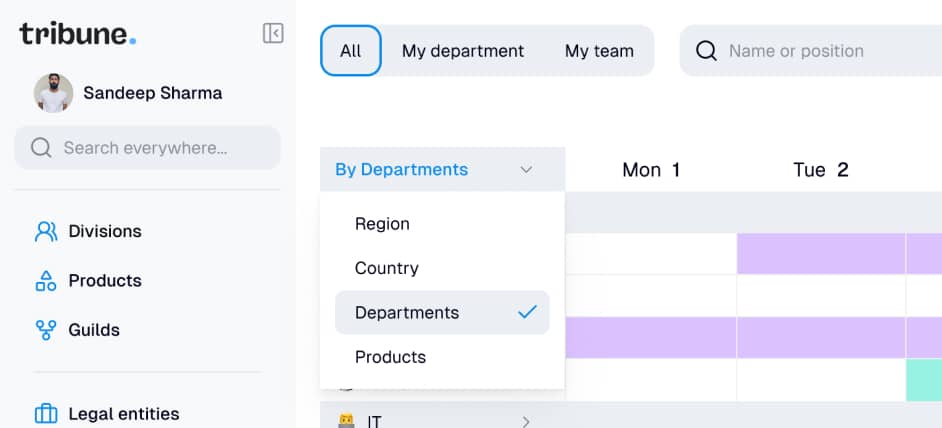 tribune.
Sandeep Sharma
Search everywhere...
Divisions
Products
Guilds
Legal entities
All My department My team
Name or position
By Departments Mon 1 Tue 2
Region
Country
Departments
Products
IT